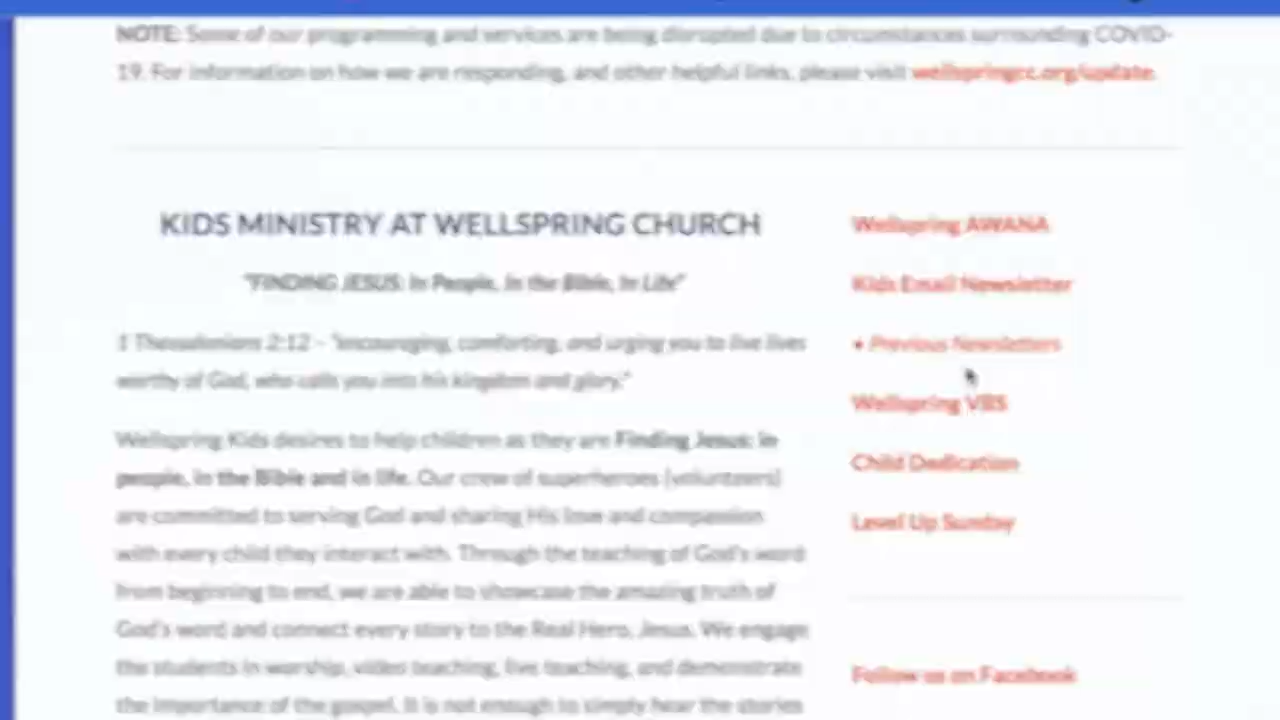 NOTE: Some of our programming and services are being disrupted due to circumstances surrounding COVID-
19. For information on how we are responding, and other helpful links, please visit wellspringcc.org/update.
KIDS MINISTRY AT WELLSPRING CHURCH
"FINDING JESUS: In People, In the Bible, In Life"
1 Thessalonians 2:12 - "encouraging, comforting, and urging you to live lives
worthy of God, who calls you into his kingdom and glory."
Wellspring Kids desires to help children as they are Finding Jesus: in
people, in the Bible and in life. Our crew of superheroes (volunteers)
are committed to serving God and sharing His love and compassion
with every child they interact with. Through the teaching of God's word
from beginning to end, we are able to showcase the amazing truth of
God's word and connect every story to the Real Hero, Jesus. We engage
the students in worship, video teaching, live teaching, and demonstrate
the importance of the gospel. It is not enough to simply hear the stories
Wellspring AWANA
Kids Email Newsletter
• Previous Newsletters
Wellspring VBS
Child Dedication
Level Up Sunday
Follow us on Facebook